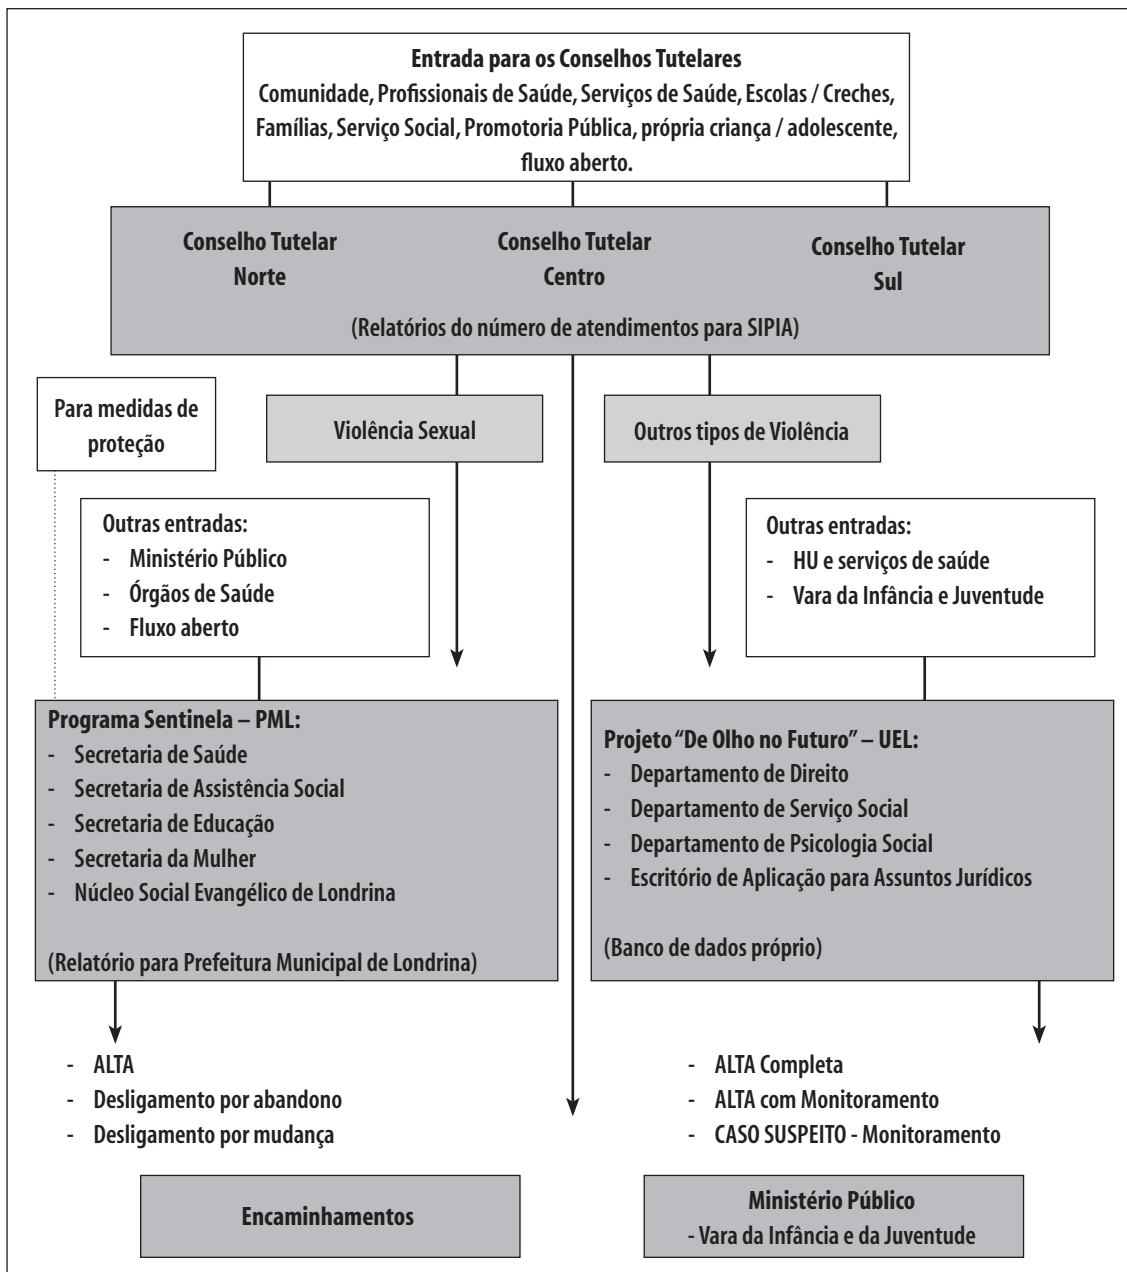 Entrada para os Conselhos Tutelares
Comunidade, Profissionais de Saúde, Serviços de Saúde, Escolas / Creches,
Famílias, Serviço Social, Promotoria Pública, própria criança / adolescente,
fluxo aberto.
Conselho Tutelar
Norte
Conselho Tutelar
Centro
Conselho Tutelar
Sul
(Relatórios do número de atendimentos para SIPIA)
Para medidas de
proteção
Violência Sexual
Outros tipos de Violência
Outras entradas:
- Ministério Público
- Órgãos de Saúde
- Fluxo aberto
Outras entradas:
- HU e serviços de saúde
- Vara da Infância e Juventude
Programa Sentinela – PML:
- Secretaria de Saúde
- Secretaria de Assistência Social
- Secretaria de Educação
- Secretaria da Mulher
- Núcleo Social Evangélico de Londrina
(Relatório para Prefeitura Municipal de Londrina)
Projeto “De Olho no Futuro” – UEL:
- Departamento de Direito
- Departamento de Serviço Social
- Departamento de Psicologia Social
- Escritório de Aplicação para Assuntos Jurídicos
(Banco de dados próprio)
- ALTA
- Desligamento por abandono
- Desligamento por mudança
- ALTA Completa
- ALTA com Monitoramento
- CASO SUSPEITO - Monitoramento
Encaminhamentos
Ministério Público
- Vara da Infância e da Juventude